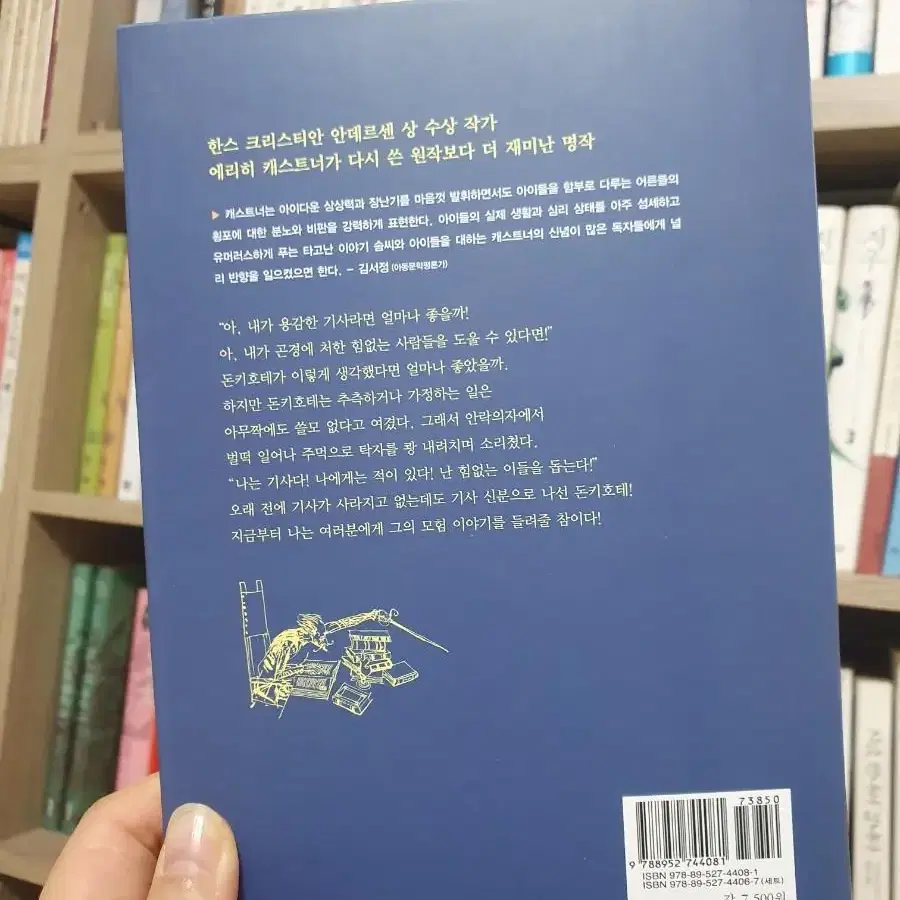 한스 크리스티안 안데르센 상 수상 작가
에리히 캐스트너가 다시 쓴 원작보다 더 재미난 명작
▶ 캐스트너는 아이다운 상상력과 장난기를 마음껏 발휘하면서도 아이들을 함부로 다루는 어른들의
횡포에 대한 분노와 비판을 강력하게 표현한다. 아이들의 실제 생활과 심리 상태를 아주 섬세하고
유머러스하게 푸는 타고난 이야기 솜씨와 아이들을 대하는 캐스트너의 신념이 많은 독자들에게 널
리 반향을 일으켰으면 한다. – 김서정 (아동문학평론가)
"아, 내가 용감한 기사라면 얼마나 좋을까!
아, 내가 곤경에 처한 힘없는 사람들을 도울 수 있다면!"
돈키호테가 이렇게 생각했다면 얼마나 좋았을까.
하지만 돈키호테는 추측하거나 가정하는 일은
아무짝에도 쓸모 없다고 여겼다. 그래서 안락의자에서
벌떡 일어나 주먹으로 탁자를 쾅 내려치며 소리쳤다.
"나는 기사다! 나에게는 적이 있다! 난 힘없는 이들을 돕는다!"
오래 전에 기사가 사라지고 없는데도 기사 신분으로 나선 돈키호테!
지금부터 나는 여러분에게 그의 모험 이야기를 들려줄 참이다!
73850
9 788952 744081
ISBN 978-89-527-4408-1
ISBN 978-89-527-4406-7 (세트)
값 7,500원